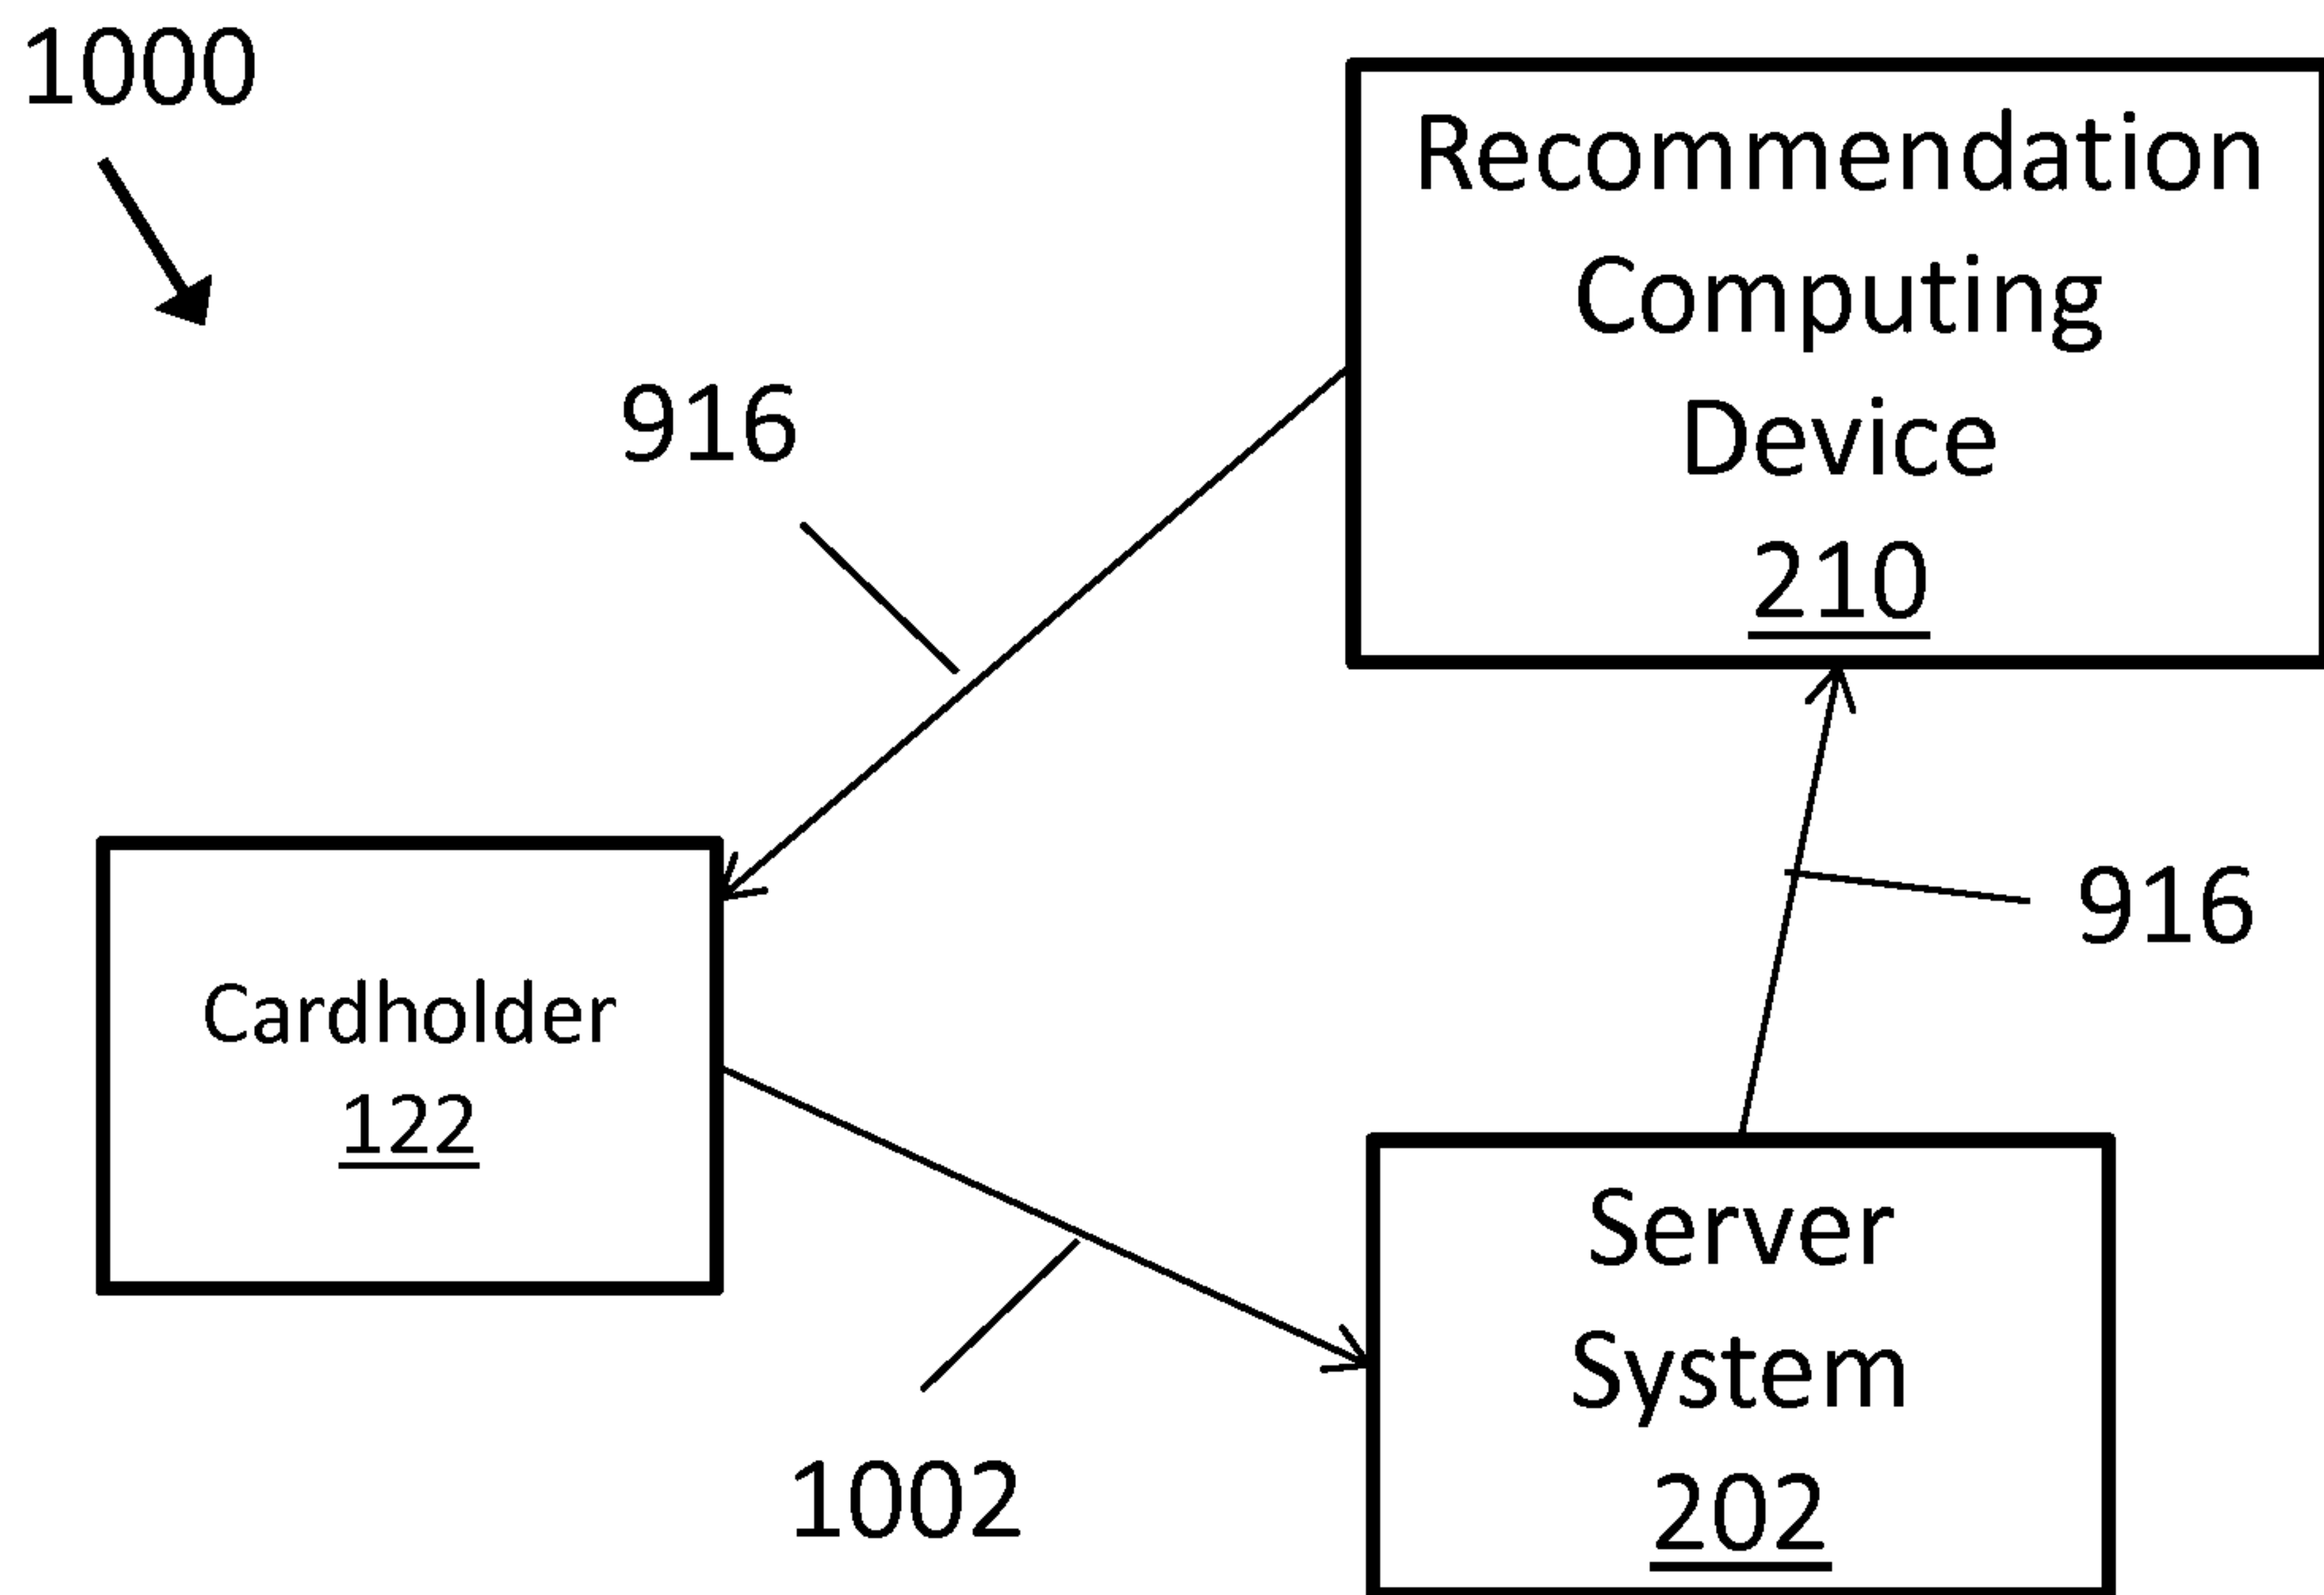 1000
Recommendation
Computing
Device
210
916
916
Cardholder
122
Server
System
202
1002